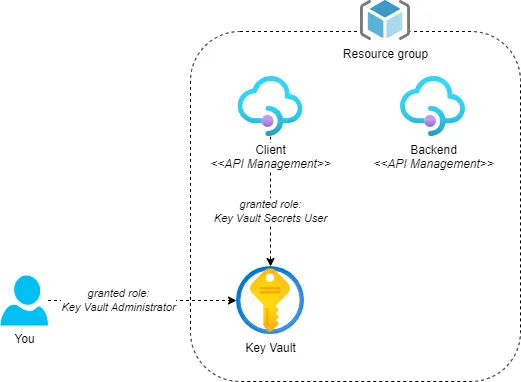 Resource group
Client
<<API Management>>
Backend
<<API Management>>
granted role:
Key Vault Secrets User
granted role:
Key Vault Administrator
You
Key Vault